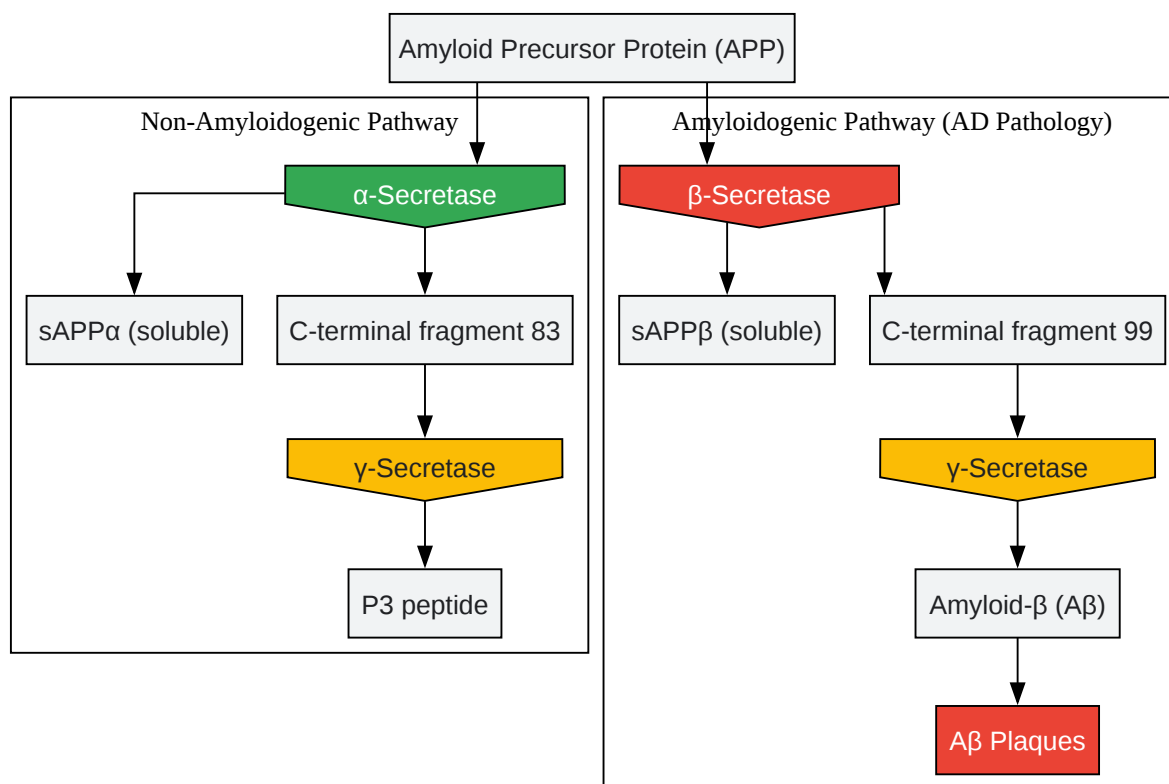 Amyloid Precursor Protein (APP)
Non-Amyloidogenic Pathway
Amyloidogenic Pathway (AD Pathology)
α-Secretase
β-Secretase
sAPPα (soluble)
C-terminal fragment 83
sAPPβ (soluble)
C-terminal fragment 99
γ-Secretase
γ-Secretase
P3 peptide
Amyloid-β (Aβ)
Aβ Plaques